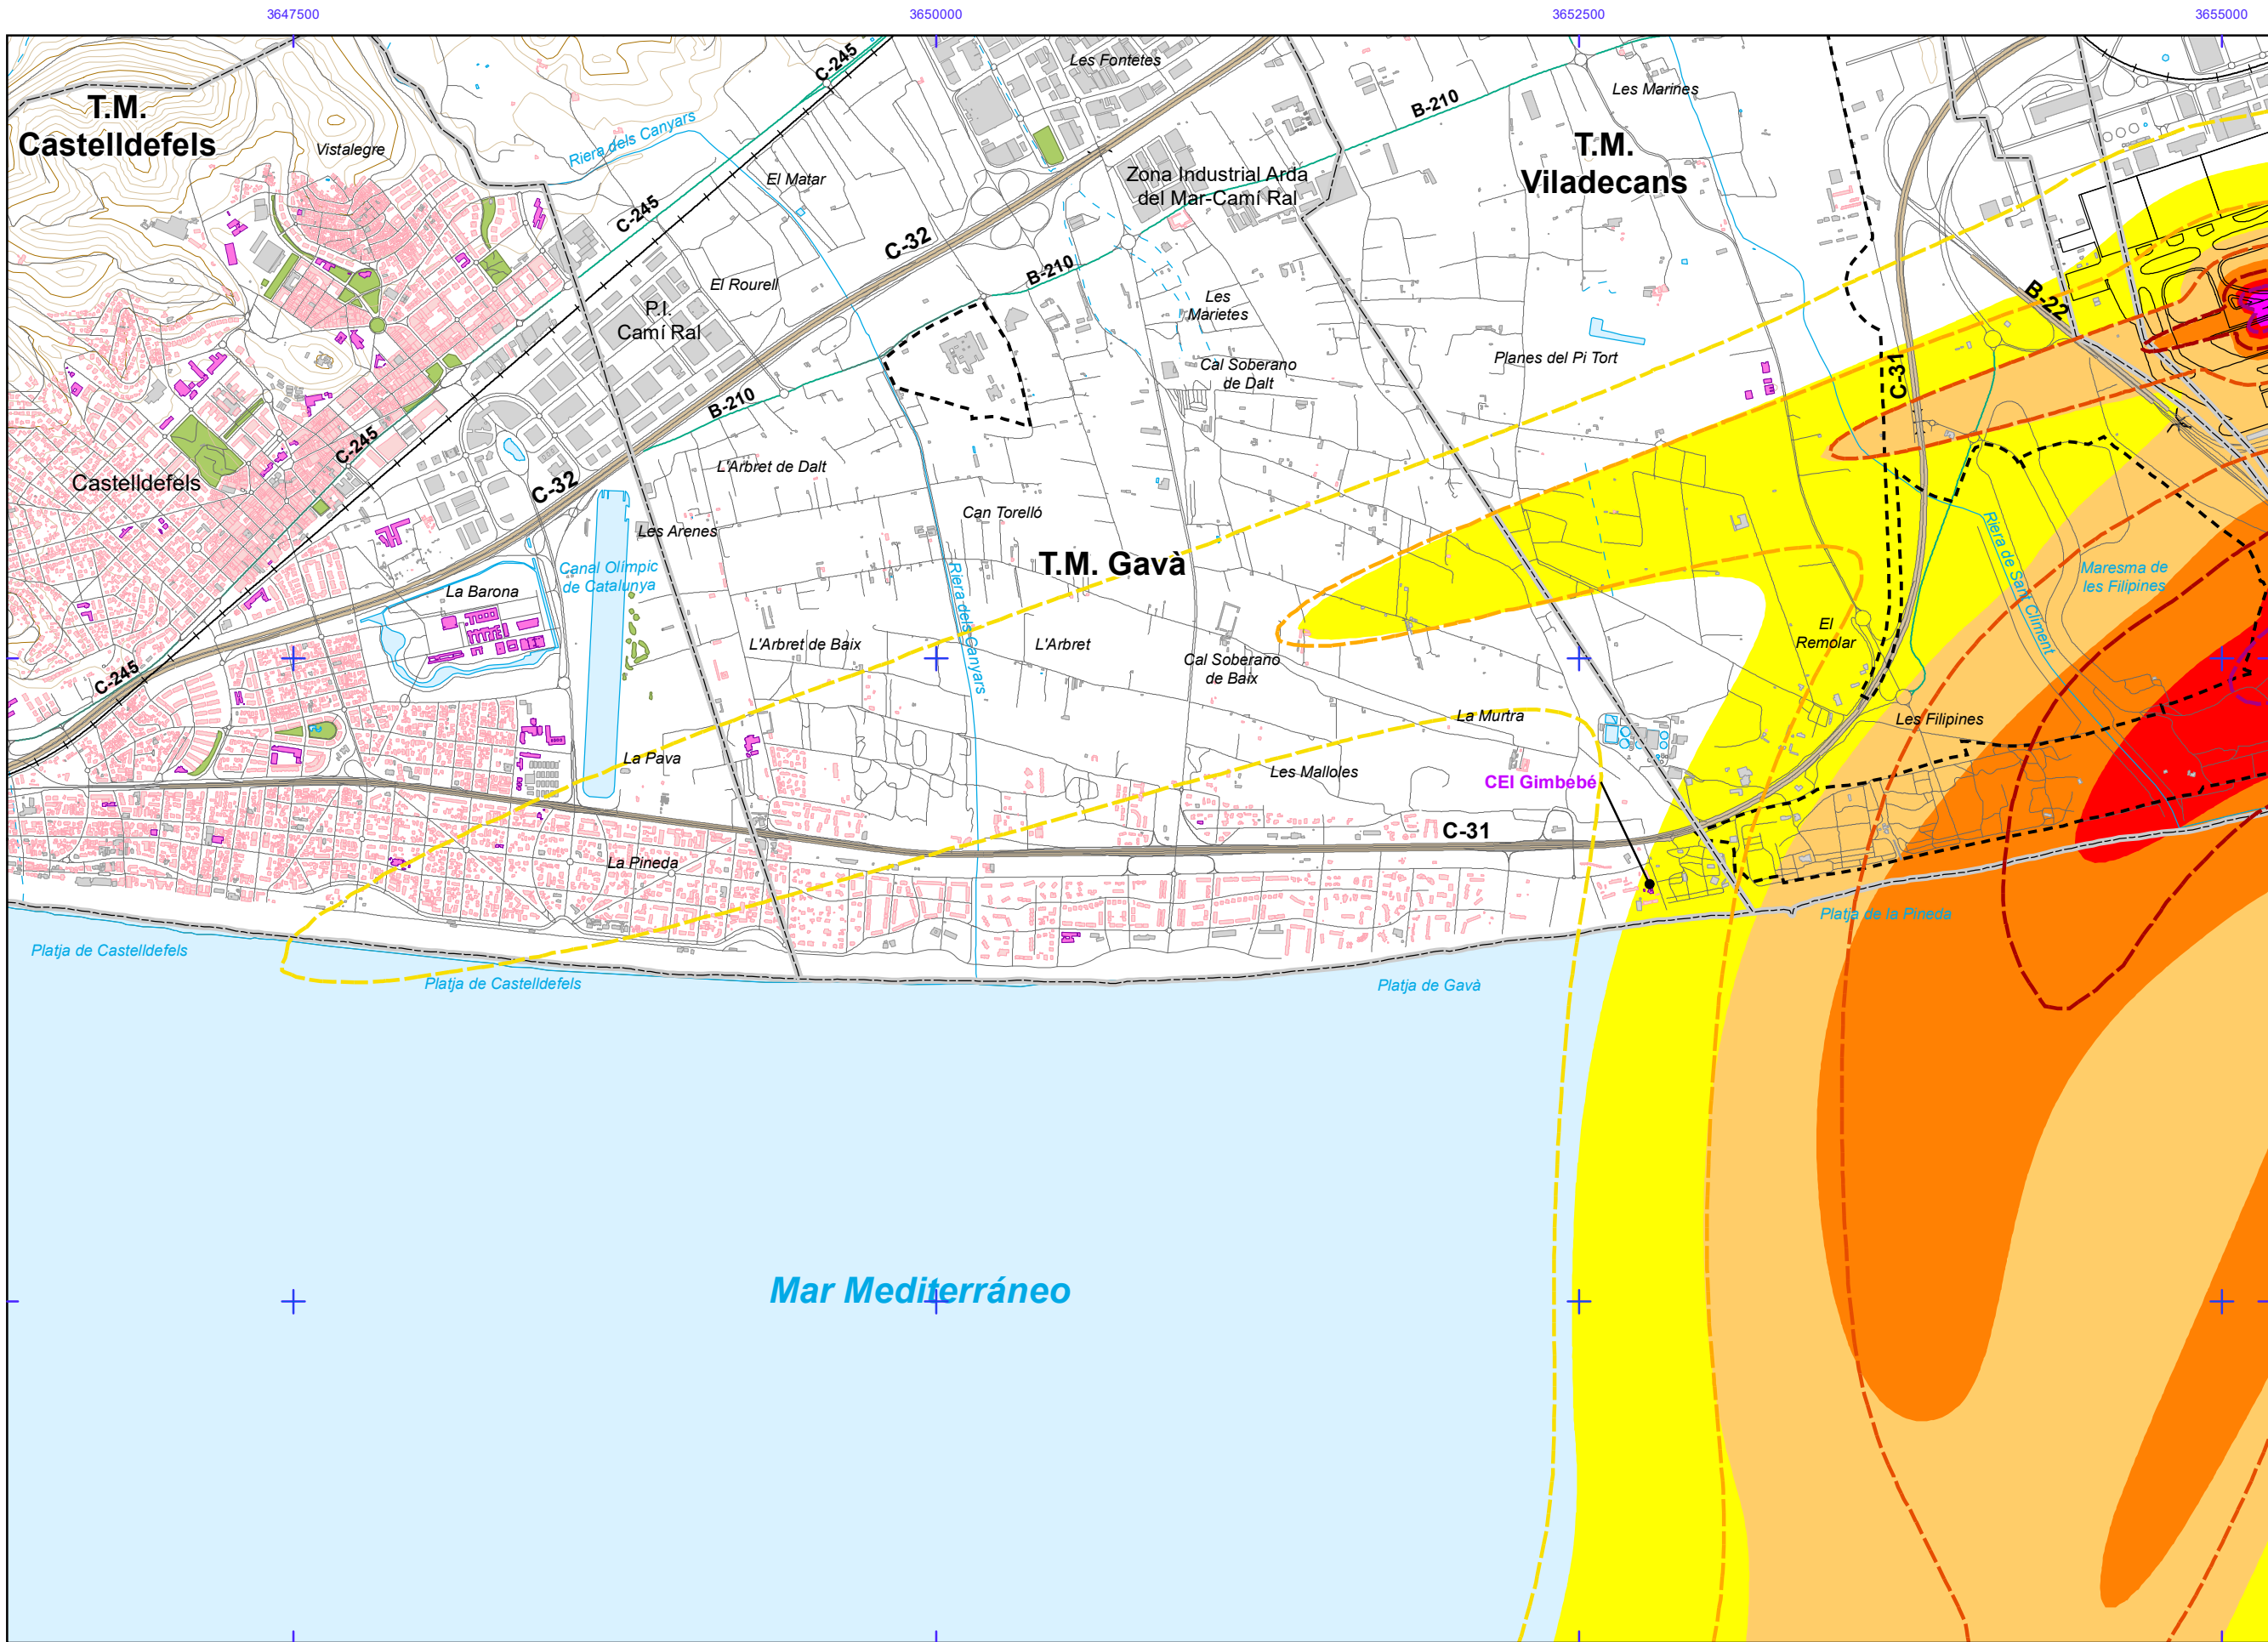 3647500
3650000
3652500
3655000
T.M.
Castelldefels
Vistalegre
C-245
Riera dels Canyars
El Matar
Les Fontetes
Zona Industrial Ardà
del Mar-Camí Ral
B-210
Les Marines
T.M.
Viladecans
C-245
C-32
El Rourell
B-210
P.I.
Camí Ral
Les
Marietes
B-22
Planes del Pi Tort
C-31
Cal Soberano
de Dalt
B-210
C-245
L'Arbret de Dalt
Castelldefels
C-32
Can Torelló
Les Arenes
T.M. Gavà
Canal Olímpic
de Catalunya
La Barona
Riera dels Canyars
Riera de Sant Climent
Maresma de
les Filipines
L'Arbret de Baix
L'Arbret
Cal Soberano
de Baix
El
Remolar
C-245
La Murtra
Les Filipines
La Pava
Les Malloles
CEI Gimbebé
C-31
La Pineda
Platja de la Pineda
Platja de Castelldefels
Platja de Castelldefels
Platja de Gavà
Mar Mediterráneo